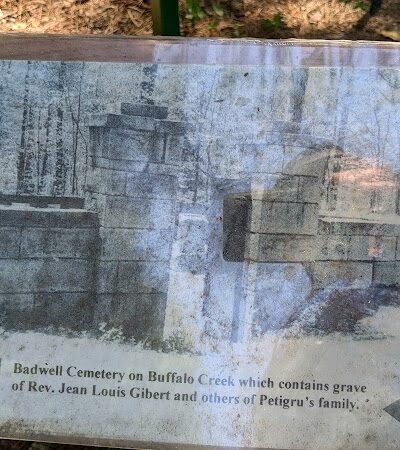 Badwell Cemetery on Buffalo Creek which contains grave
of Rev. Jean Louis Gibert and others of Petigru's family.